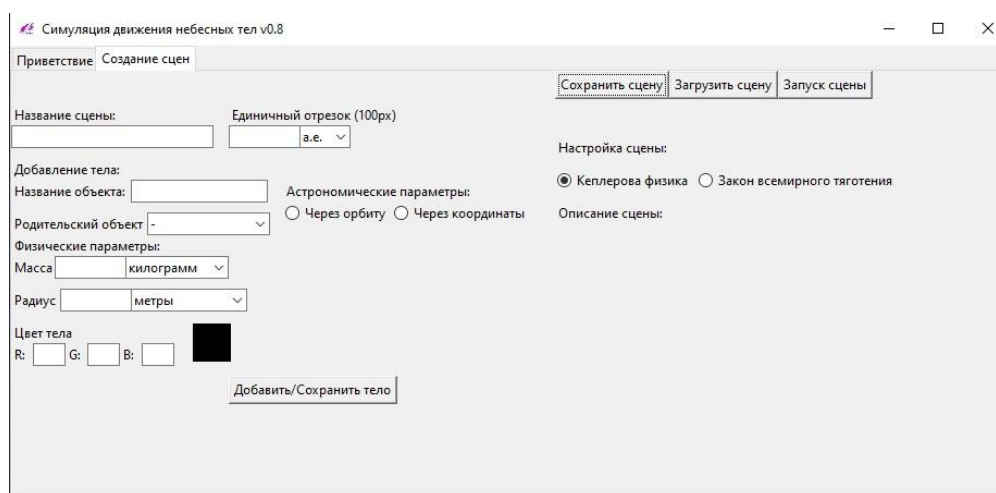 Симуляция движения небесных тел v0.8
Приветствие Создание сцен
Сохранить сцену Загрузить сцену Запуск сцены
Название сцены: Единичный отрезок (100px)
а.е.
Настройка сцены:
Добавление тела:
Название объекта: Астрономические параметры:
Кеплерова физика Закон всемирного тяготения
Родительский объект - Через орбиту Через координаты
Описание сцены:
Физические параметры:
Масса килограмм
Радиус метры
Цвет тела
R: G: B:
Добавить/Сохранить тело